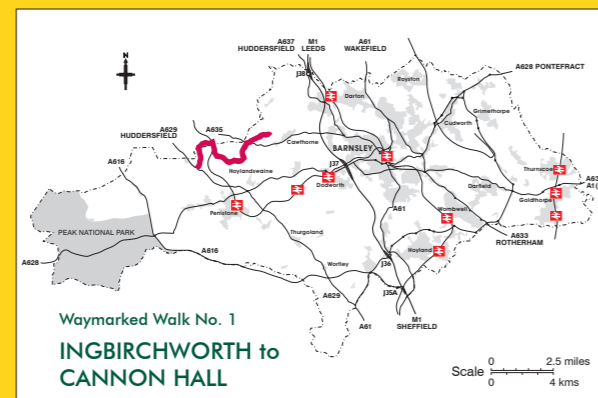 N
A637
HUDDERSFIELD
M1
LEEDS
A61
WAKEFIELD
J38
Royston
A628 PONTEFRACT
Darton
A629
HUDDERSFIELD
A635
Grimethorpe
Cudworth
Cawthorne
BARNSLEY
A616
J37
Hoylandswaine
Dodworth
Thurnscoe
Darfield
Goldthorpe
A1(
Penistone
A61
Wombwell
PEAK NATIONAL PARK
Thurgoland
A633
ROTHERHAM
A616
Hoyland
A628
Wortley
J36
A629
J35A
A61
M1
SHEFFIELD
Waymarked Walk No. 1
INGBIRCHWORTH to
CANNON HALL
Scale
0 2.5 miles
0 4 kms